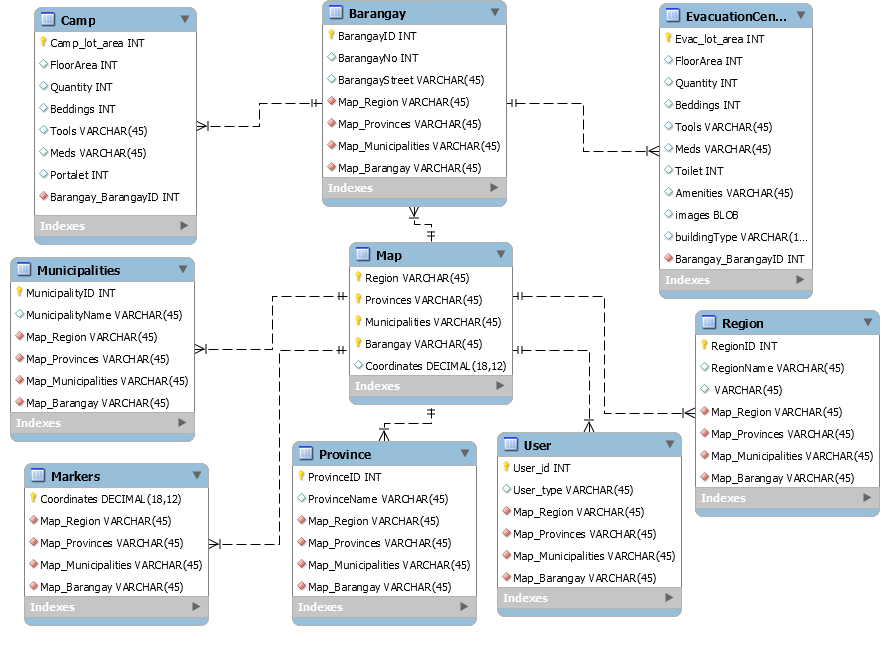 Camp
Camp_lot_area INT
FloorArea INT
Quantity INT
Beddings INT
Tools VARCHAR(45)
Meds VARCHAR(45)
Portalet INT
Barangay_BarangayID INT
Indexes
Barangay
BarangayID INT
BarangayNo INT
BarangayStreet VARCHAR(45)
Map_Region VARCHAR(45)
Map_Provinces VARCHAR(45)
Map_Municipalities VARCHAR(45)
Map_Barangay VARCHAR(45)
Indexes
EvacuationCen...
Evac_lot_area INT
FloorArea INT
Quantity INT
Beddings INT
Tools VARCHAR(45)
Meds VARCHAR(45)
Toilet INT
Amenities VARCHAR(45)
images BLOB
buildingType VARCHAR(1...
Barangay_BarangayID INT
Indexes
Municipalities
MunicipalityID INT
MunicipalityName VARCHAR(45)
Map_Region VARCHAR(45)
Map_Provinces VARCHAR(45)
Map_Municipalities VARCHAR(45)
Map_Barangay VARCHAR(45)
Indexes
Map
Region VARCHAR(45)
Provinces VARCHAR(45)
Municipalities VARCHAR(45)
Barangay VARCHAR(45)
Coordinates DECIMAL(18,12)
Indexes
Region
RegionID INT
RegionName VARCHAR(45)
VARCHAR(45)
Map_Region VARCHAR(45)
Map_Provinces VARCHAR(45)
Map_Municipalities VARCHAR(45)
Map_Barangay VARCHAR(45)
Indexes
Markers
Coordinates DECIMAL(18,12)
Map_Region VARCHAR(45)
Map_Provinces VARCHAR(45)
Map_Municipalities VARCHAR(45)
Map_Barangay VARCHAR(45)
Indexes
Province
ProvinceID INT
ProvinceName VARCHAR(45)
Map_Region VARCHAR(45)
Map_Provinces VARCHAR(45)
Map_Municipalities VARCHAR(45)
Map_Barangay VARCHAR(45)
Indexes
User
User_id INT
User_type VARCHAR(45)
Map_Region VARCHAR(45)
Map_Provinces VARCHAR(45)
Map_Municipalities VARCHAR(45)
Map_Barangay VARCHAR(45)
Indexes